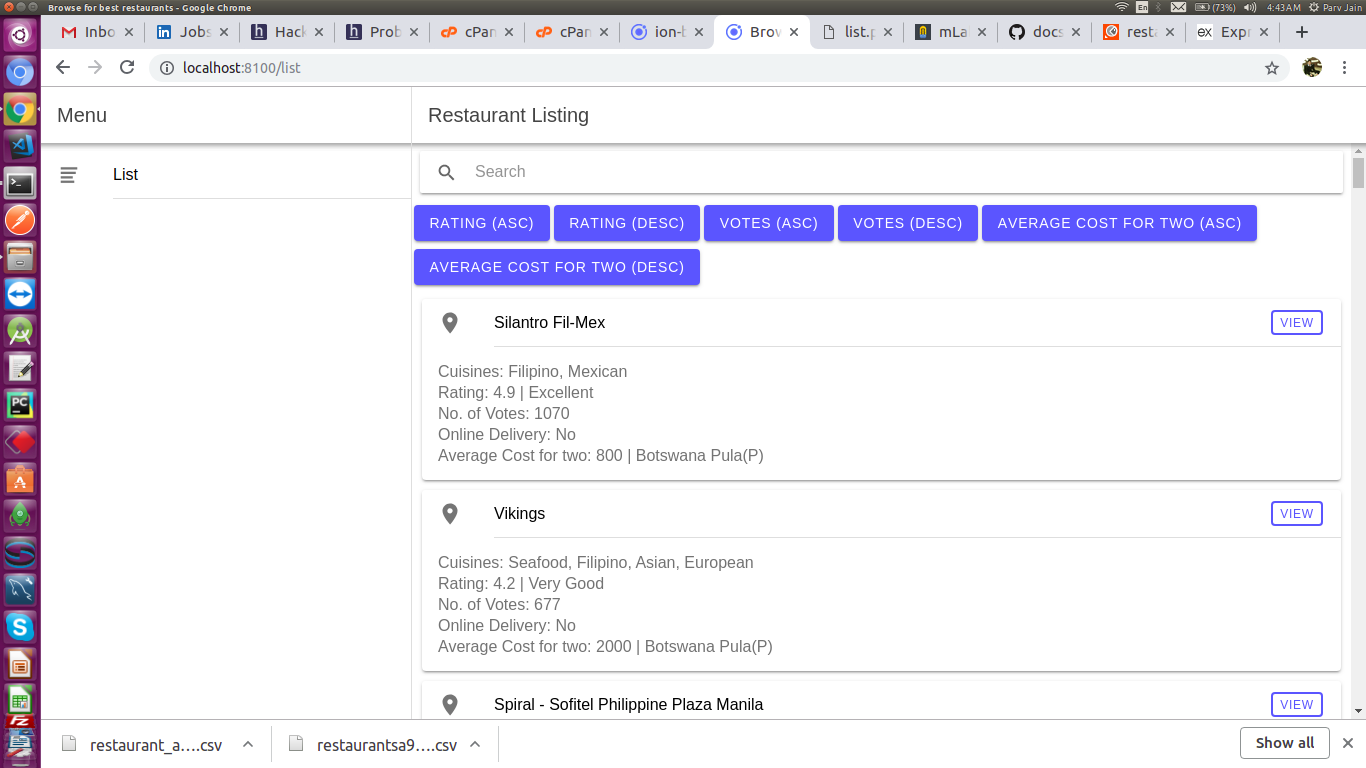 Browse for best restaurants - Google Chrome
En
(73%)
4:43 AM
Parv Jain
Inbo
Jobs
Hack
Prob
cPan
cPan
ion-b
Brow
list.p
mLa
docs
resta
Expr
localhost:8100/list
Menu
Restaurant Listing
List
Search
RATING (ASC)
RATING (DESC)
VOTES (ASC)
VOTES (DESC)
AVERAGE COST FOR TWO (ASC)
AVERAGE COST FOR TWO (DESC)
Silantro Fil-Mex
VIEW
Cuisines: Filipino, Mexican
Rating: 4.9 | Excellent
No. of Votes: 1070
Online Delivery: No
Average Cost for two: 800 | Botswana Pula(P)
Vikings
VIEW
Cuisines: Seafood, Filipino, Asian, European
Rating: 4.2 | Very Good
No. of Votes: 677
Online Delivery: No
Average Cost for two: 2000 | Botswana Pula(P)
Spiral - Sofitel Philippine Plaza Manila
VIEW
restaurant_a....csv
restaurantsa9....csv
Show all